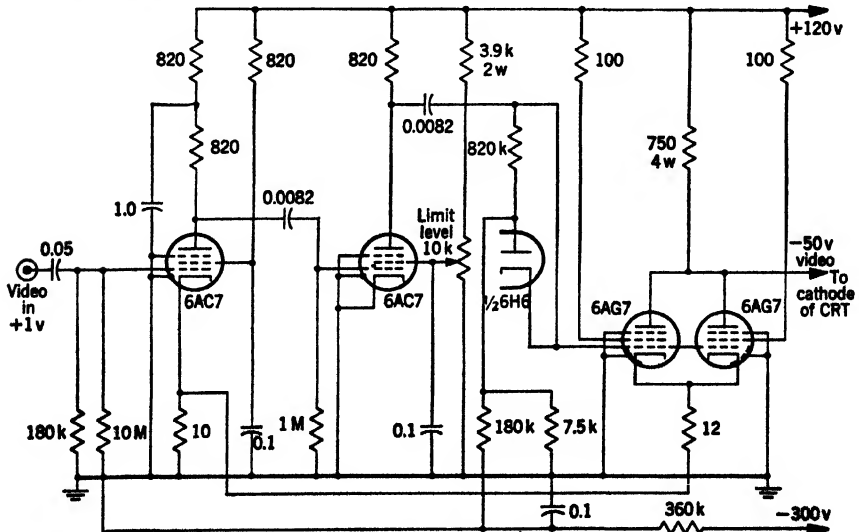 +120v
820
820
820
3.9k
2w
100
100
0.0082
820
820k
750
4w
1.0
0.0082
Limit
level
10k
0.05
−50v
video
To
cathode
of CRT
Video
in
+1v
6AC7
6AC7
½6H6
6AG7
6AG7
180k
10M
10
0.1
1M
0.1
180k
7.5k
12
0.1
360k
−300v